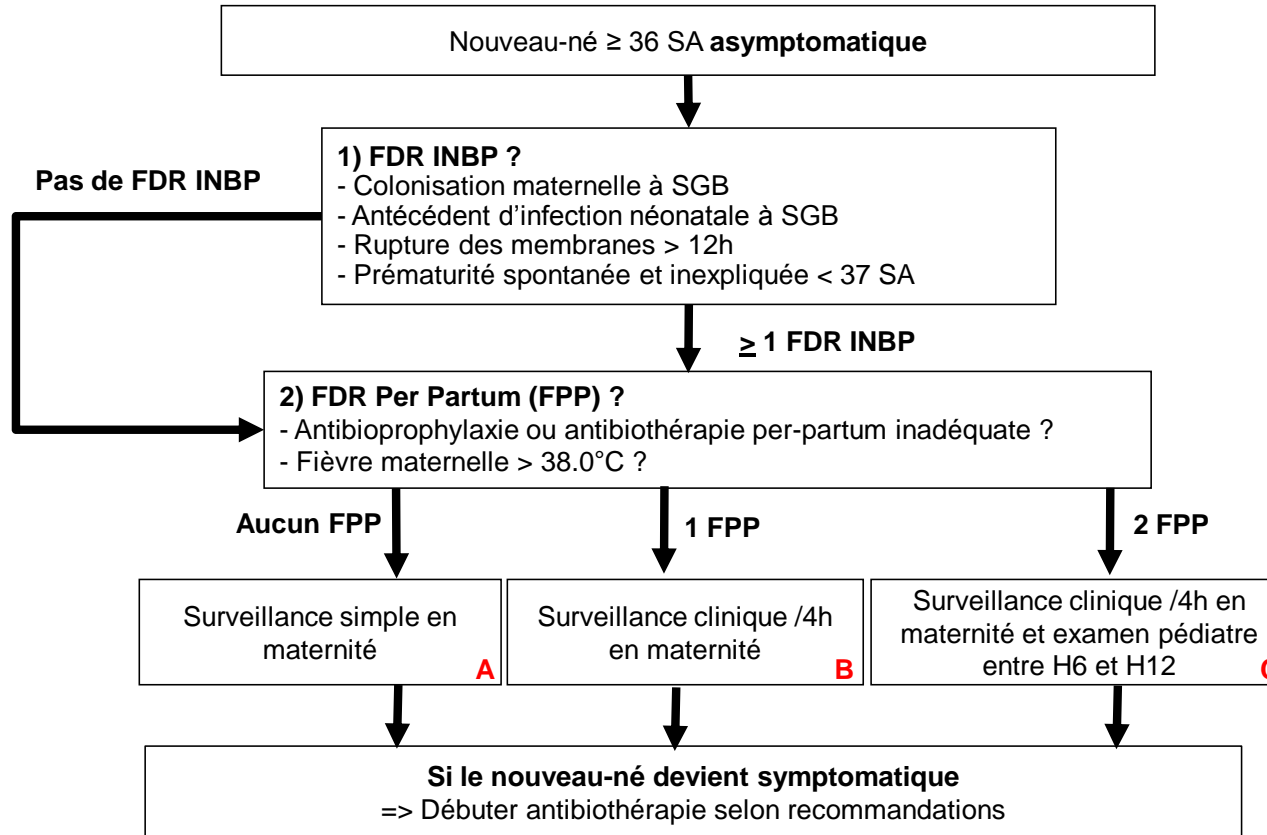 Nouveau-né ≥ 36 SA asymptomatique
Pas de FDR INBP
1) FDR INBP ?
- Colonisation maternelle à SGB
- Antécédent d'infection néonatale à SGB
- Rupture des membranes > 12h
- Prématurité spontanée et inexpliquée < 37 SA
≥ 1 FDR INBP
2) FDR Per Partum (FPP) ?
- Antibioprophylaxie ou antibiothérapie per-partum inadéquate ?
- Fièvre maternelle > 38.0°C ?
Aucun FPP
1 FPP
2 FPP
Surveillance simple en
maternité
A
Surveillance clinique /4h
en maternité
B
Surveillance clinique /4h en
maternité et examen pédiatre
entre H6 et H12
Si le nouveau-né devient symptomatique
=> Débuter antibiothérapie selon recommandations